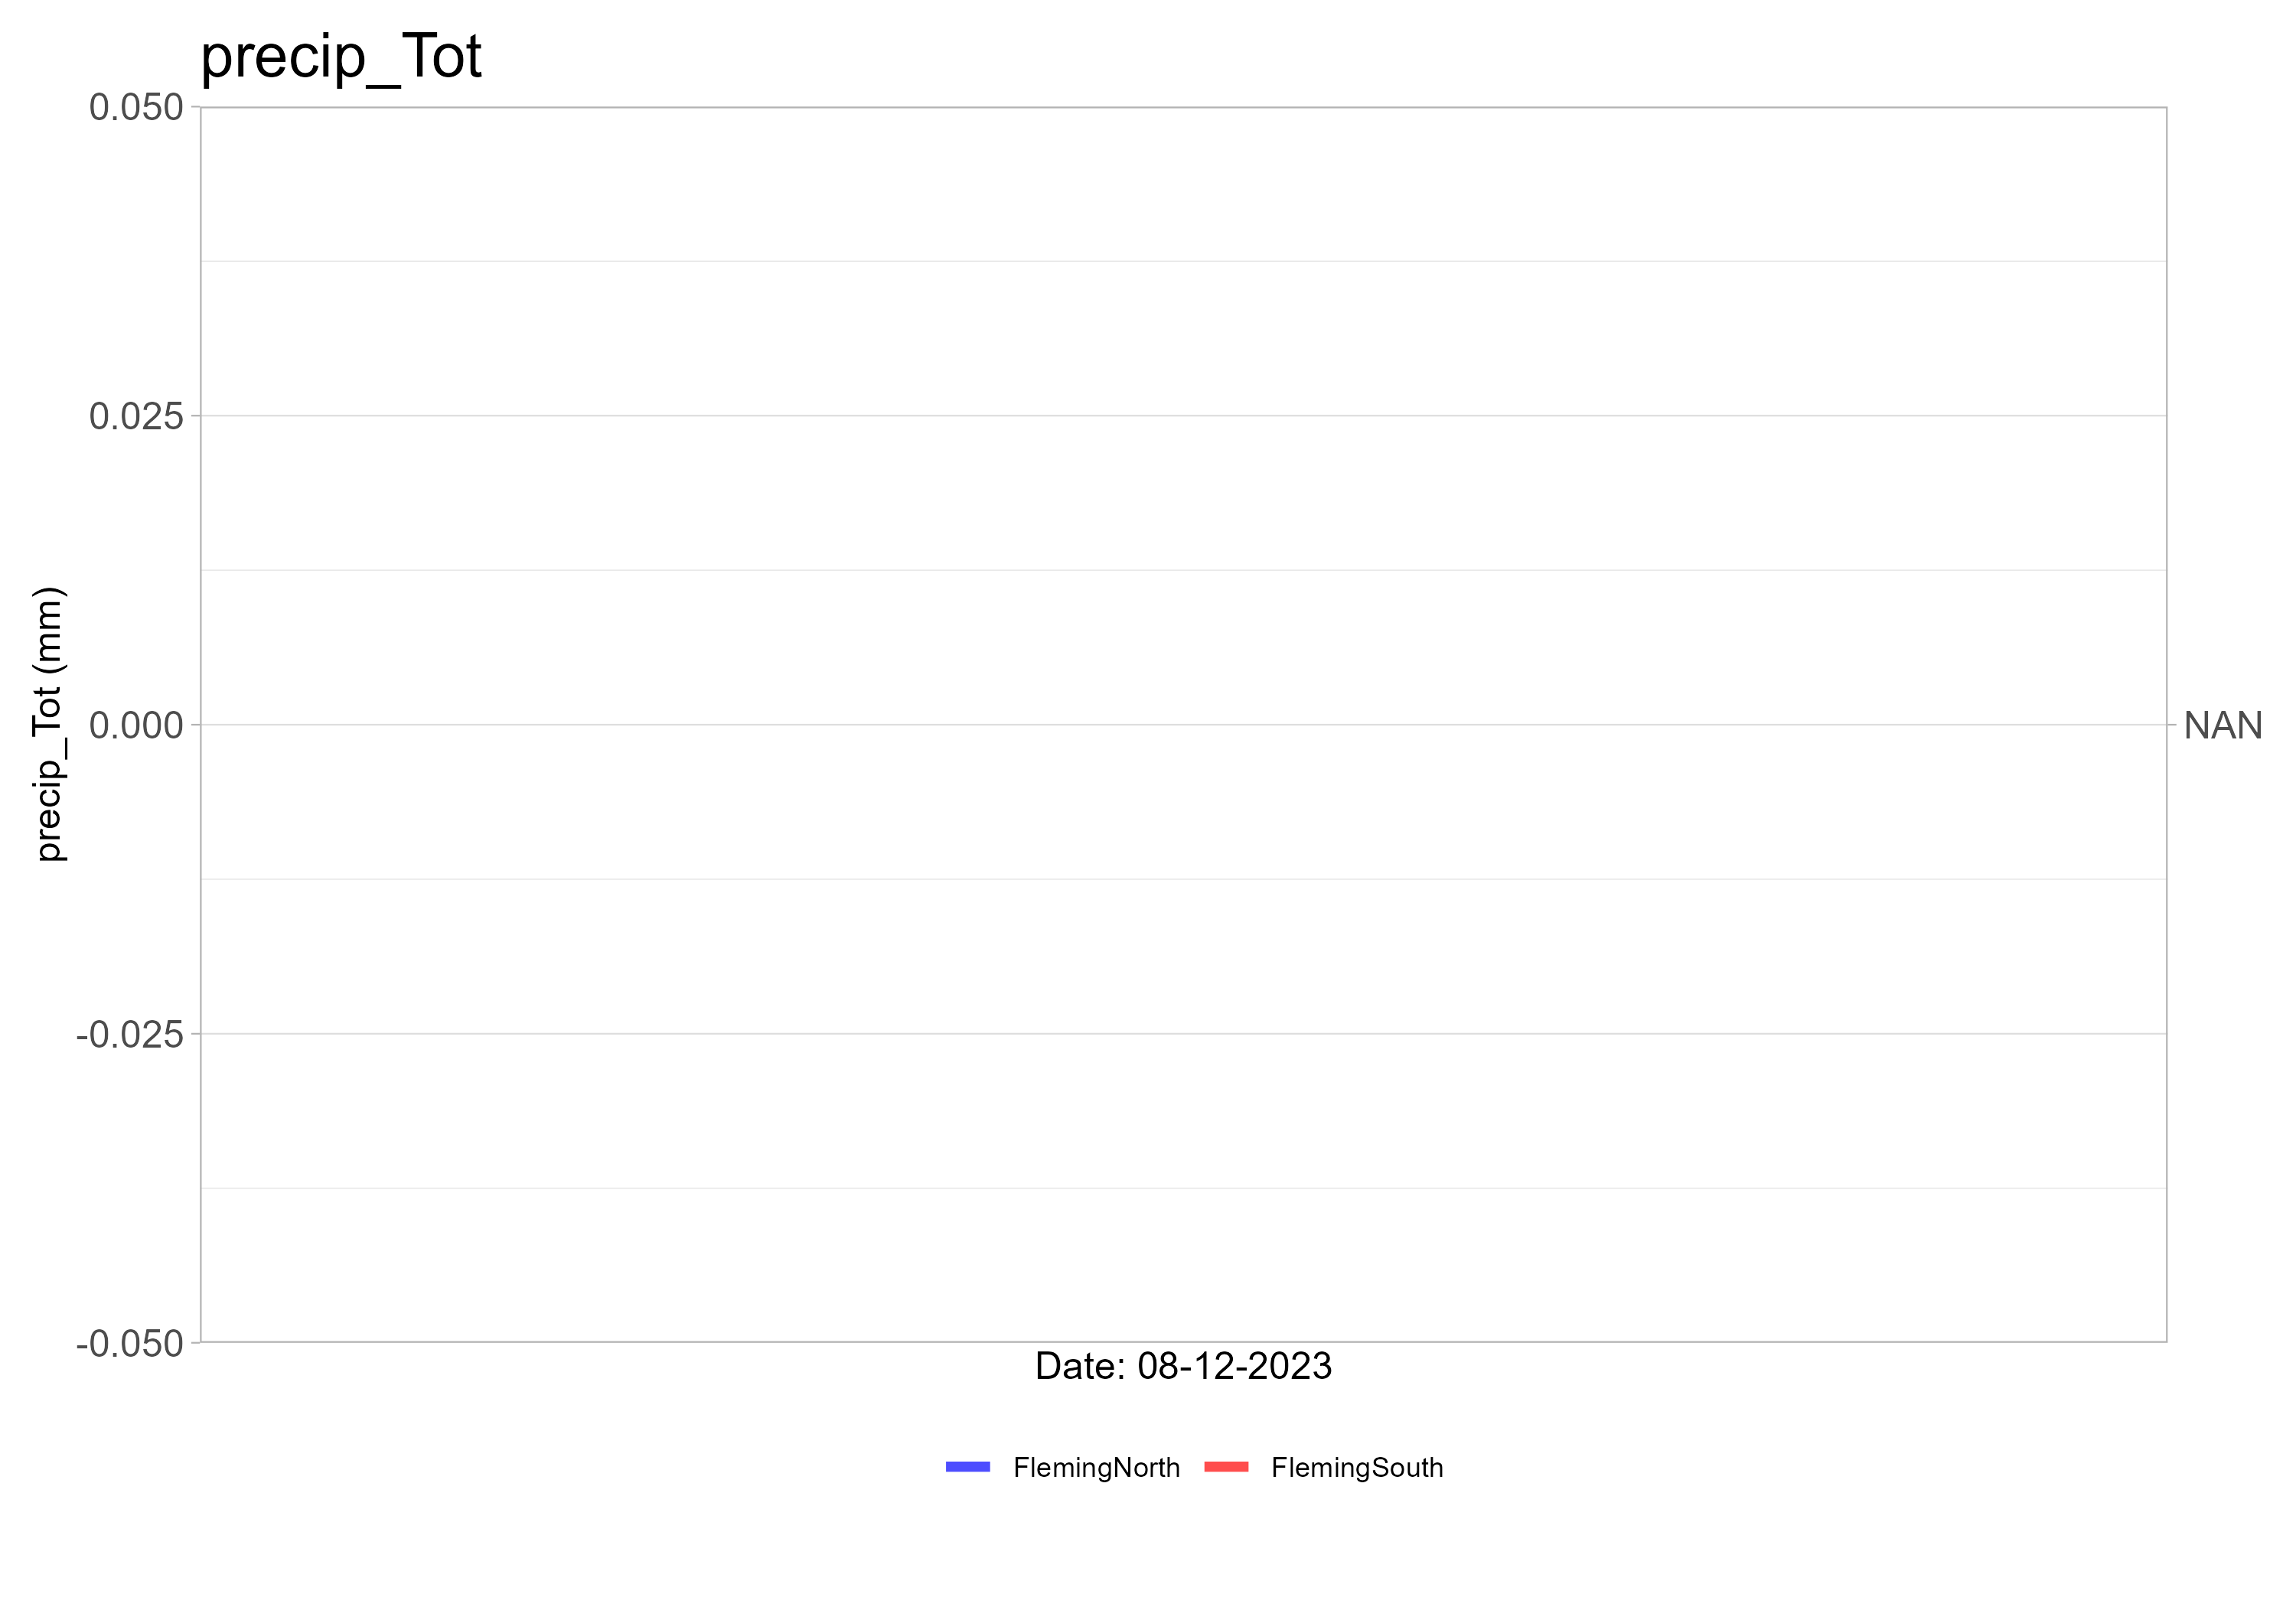 precip_Tot
0.050
0.025
precip_Tot (mm)
0.000
NAN
-0.025
-0.050
Date: 08-12-2023
FlemingNorth FlemingSouth